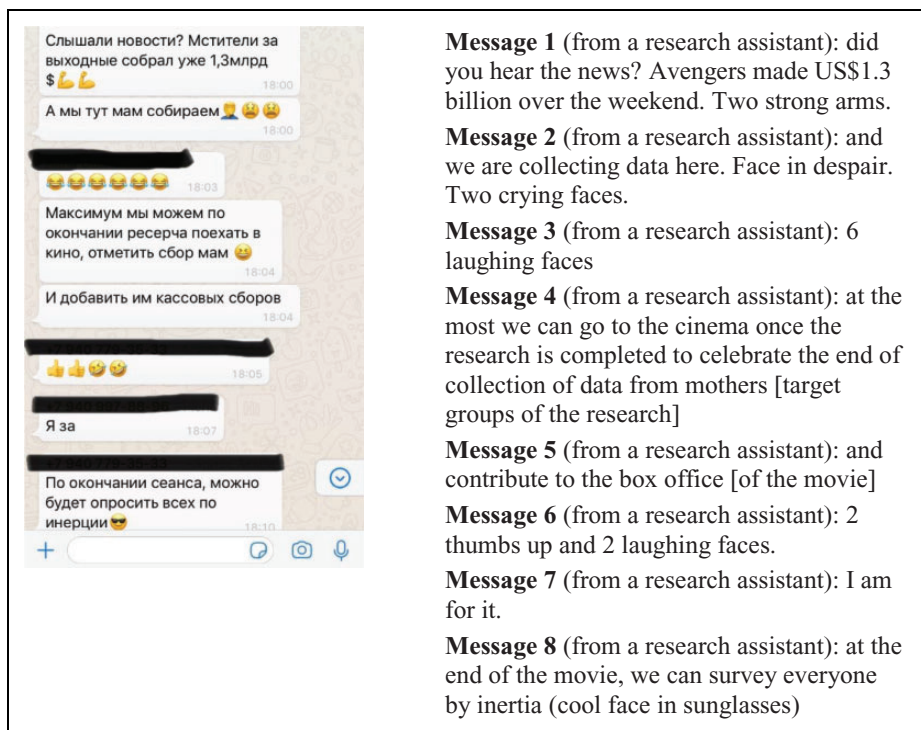 Слышали новости? Мстители за
выходные собрал уже 1,3млрд
$💪💪
18:00
А мы тут мам собираем🤦‍♂️😫😫
18:00
😂😂😂😂😂😂 18:03
Максимум мы можем по
окончании ресерча поехать в
кино, отметить сбор мам 😆
18:04
И добавить им кассовых сборов
18:04
👍👍🤣🤣 18:05
Я за 18:07
По окончании сеанса, можно
будет опросить всех по
инерции😎 18:10
Message 1 (from a research assistant): did
you hear the news? Avengers made US$1.3
billion over the weekend. Two strong arms.
Message 2 (from a research assistant): and
we are collecting data here. Face in despair.
Two crying faces.
Message 3 (from a research assistant): 6
laughing faces
Message 4 (from a research assistant): at the
most we can go to the cinema once the
research is completed to celebrate the end of
collection of data from mothers [target
groups of the research]
Message 5 (from a research assistant): and
contribute to the box office [of the movie]
Message 6 (from a research assistant): 2
thumbs up and 2 laughing faces.
Message 7 (from a research assistant): I am
for it.
Message 8 (from a research assistant): at the
end of the movie, we can survey everyone
by inertia (cool face in sunglasses)